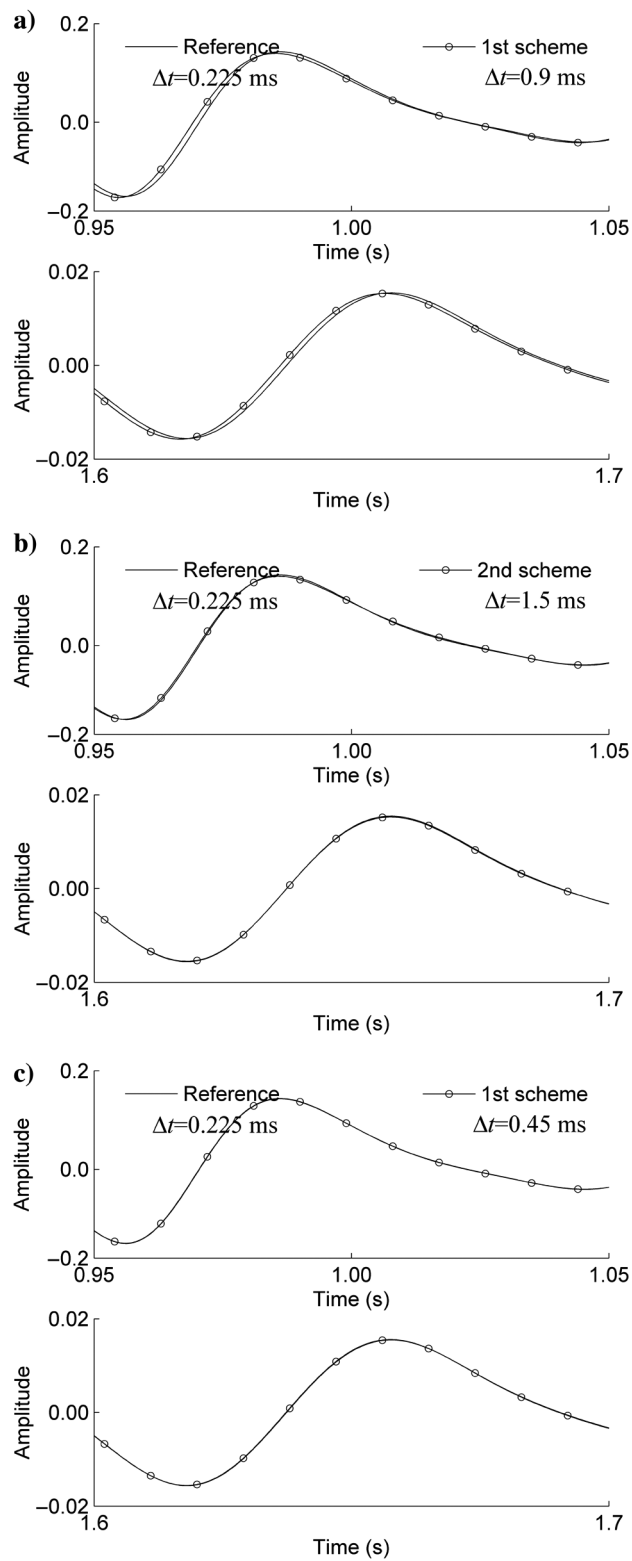 a)
0.2
Reference
1st scheme
Δt=0.225 ms
Δt=0.9 ms
Amplitude
0.0
–0.2
0.95
1.00
1.05
Time (s)
0.02
Amplitude
0.00
–0.02
1.6
1.7
Time (s)
b)
0.2
Reference
2nd scheme
Δt=0.225 ms
Δt=1.5 ms
Amplitude
0.0
–0.2
0.95
1.00
1.05
Time (s)
0.02
Amplitude
0.00
–0.02
1.6
1.7
Time (s)
c)
0.2
Reference
1st scheme
Δt=0.225 ms
Δt=0.45 ms
Amplitude
0.0
–0.2
0.95
1.00
1.05
Time (s)
0.02
Amplitude
0.00
–0.02
1.6
1.7
Time (s)